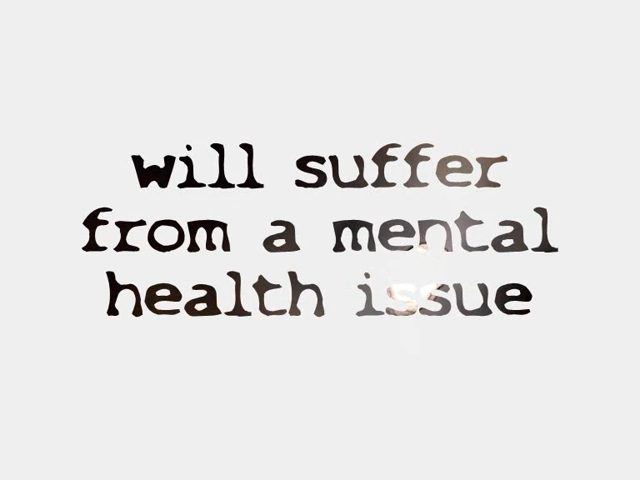 will suffer
from a mental
health issue